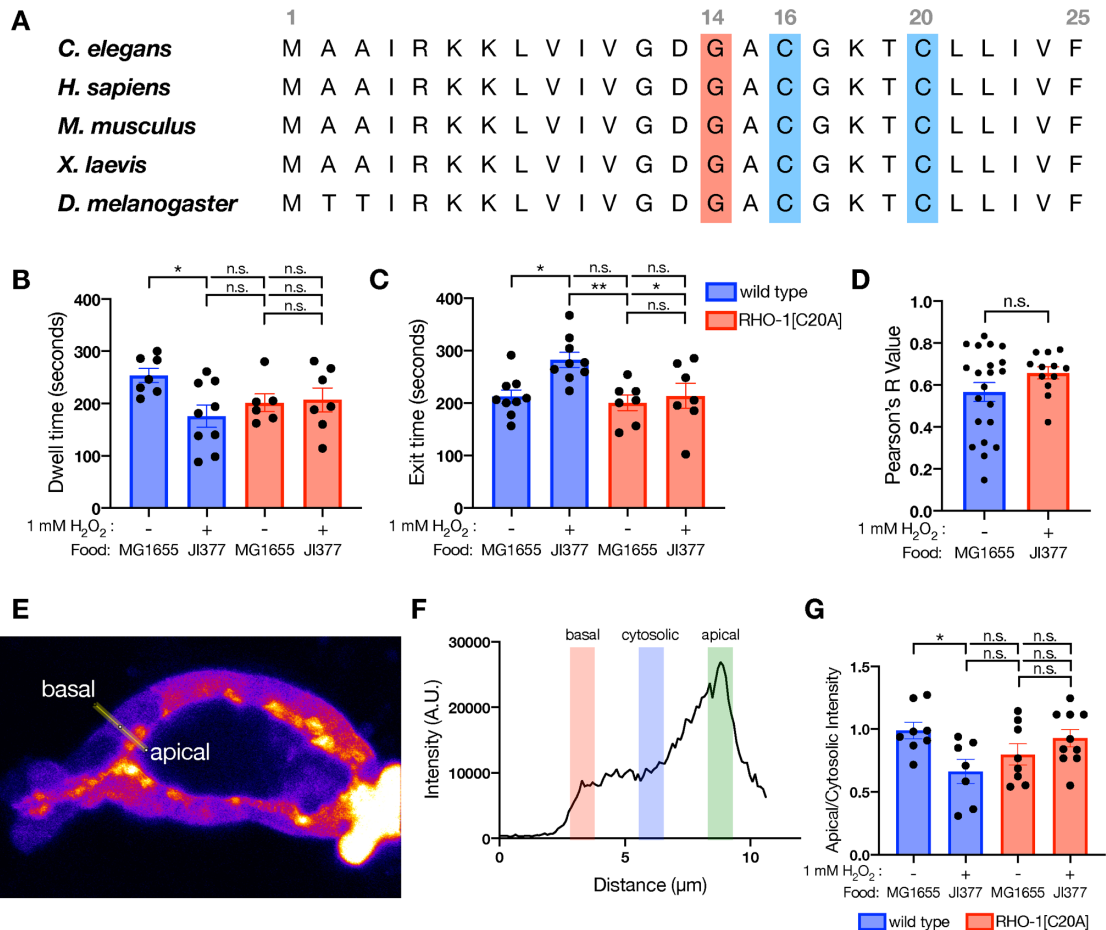 A
1 14 16 20 25
C. elegans M A A I R K K L V I V G D G A C G K T C L L I V F
H. sapiens M A A I R K K L V I V G D G A C G K T C L L I V F
M. musculus M A A I R K K L V I V G D G A C G K T C L L I V F
X. laevis M A A I R K K L V I V G D G A C G K T C L L I V F
D. melanogaster M T T I R K K L V I V G D G A C G K T C L L I V F
B
* n.s. n.s.
n.s. n.s.
n.s.
Dwell time (seconds)
400
300
200
100
0
1 mM H₂O₂ : - + - +
Food: MG1655 JI377 MG1655 JI377
C
* n.s. n.s.
** *
n.s.
Exit time (seconds)
400
300
200
100
0
1 mM H₂O₂ : - + - +
Food: MG1655 JI377 MG1655 JI377
wild type
RHO-1[C20A]
D
n.s.
Pearson's R Value
1.0
0.8
0.6
0.4
0.2
0.0
1 mM H₂O₂ : - +
Food: MG1655 JI377
E
basal
apical
F
basal cytosolic apical
Intensity (A.U.)
30000
20000
10000
0
0 5 10
Distance (µm)
G
* n.s. n.s.
n.s. n.s.
n.s.
Apical/Cytosolic Intensity
1.5
1.0
0.5
0.0
1 mM H₂O₂ : - + - +
Food: MG1655 JI377 MG1655 JI377
wild type RHO-1[C20A]